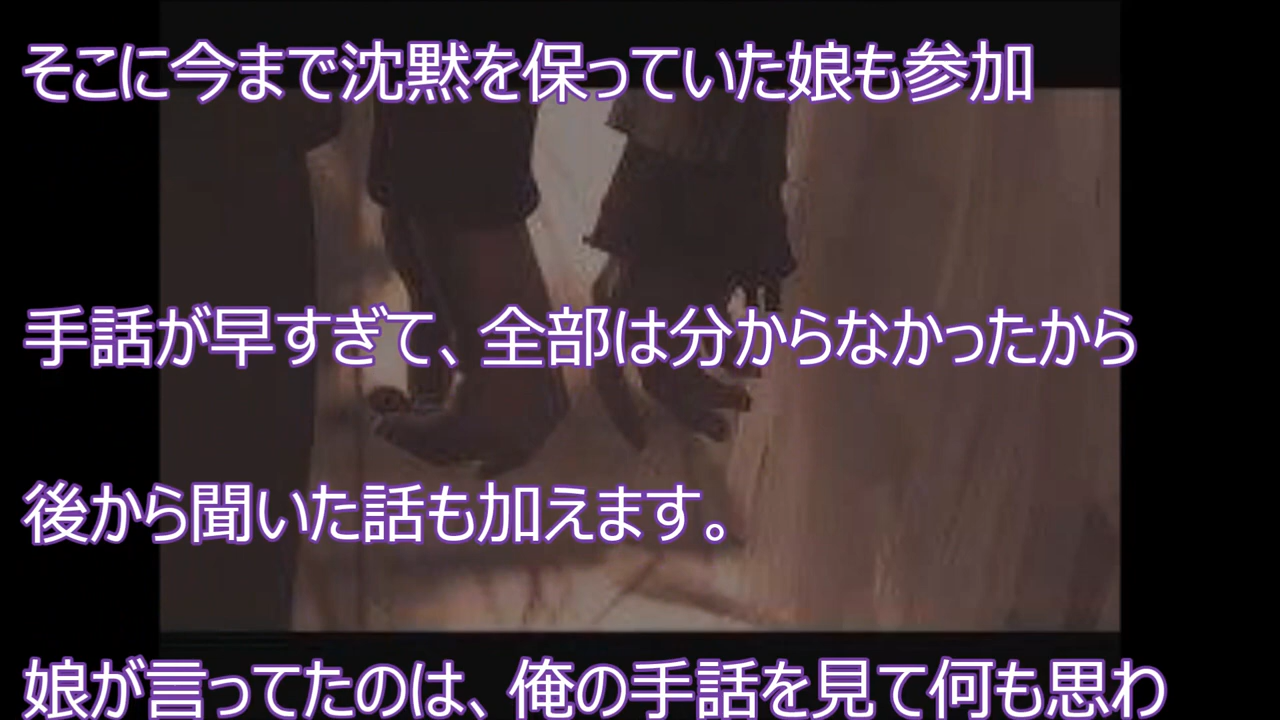 そこに今まで沈黙を保っていた娘も参加
手話が早すぎて、全部は分からなかったから
後から聞いた話も加えます。
娘が言ってたのは、俺の手話を見て何も思わ